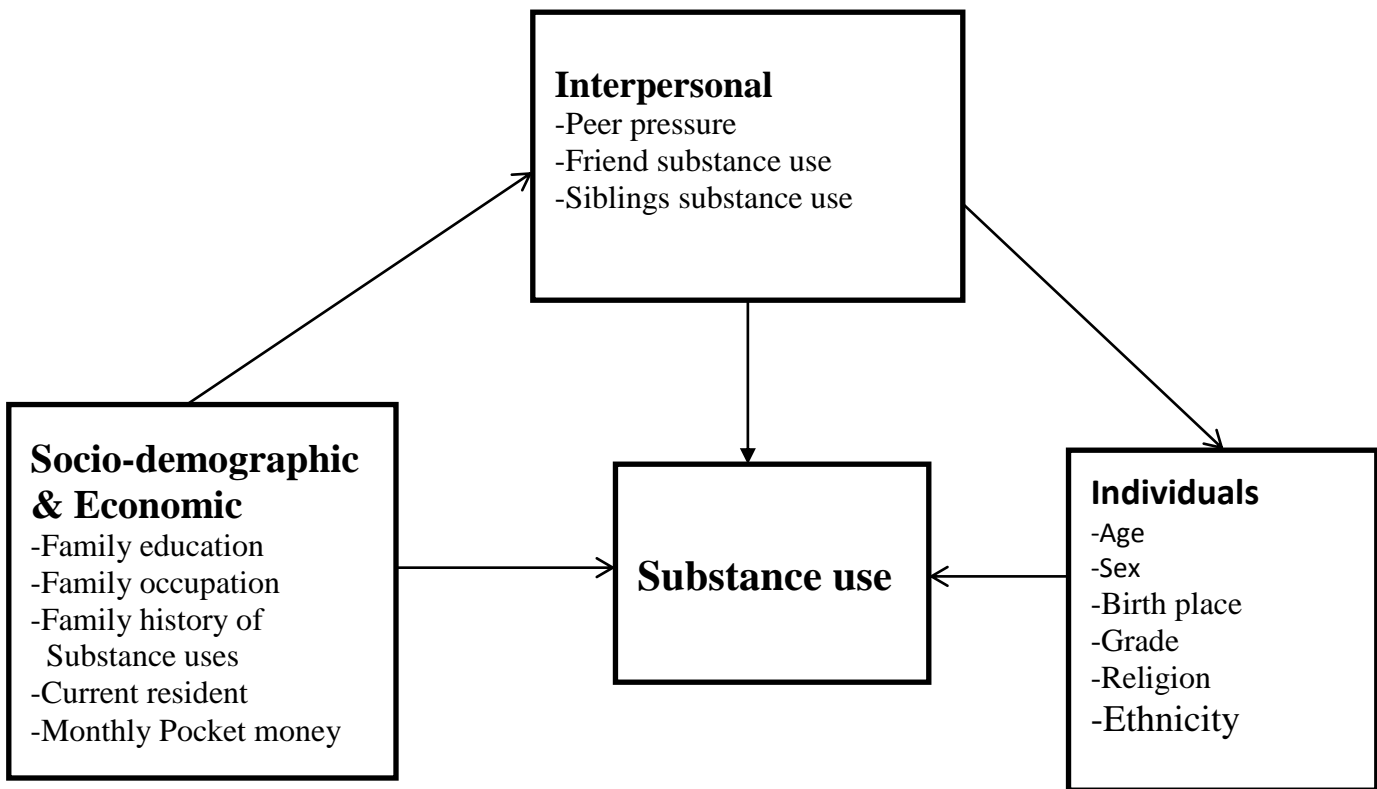 Interpersonal
-Peer pressure
-Friend substance use
-Siblings substance use
Socio-demographic
& Economic
-Family education
-Family occupation
-Family history of
Substance uses
-Current resident
-Monthly Pocket money
Substance use
Individuals
-Age
-Sex
-Birth place
-Grade
-Religion
-Ethnicity